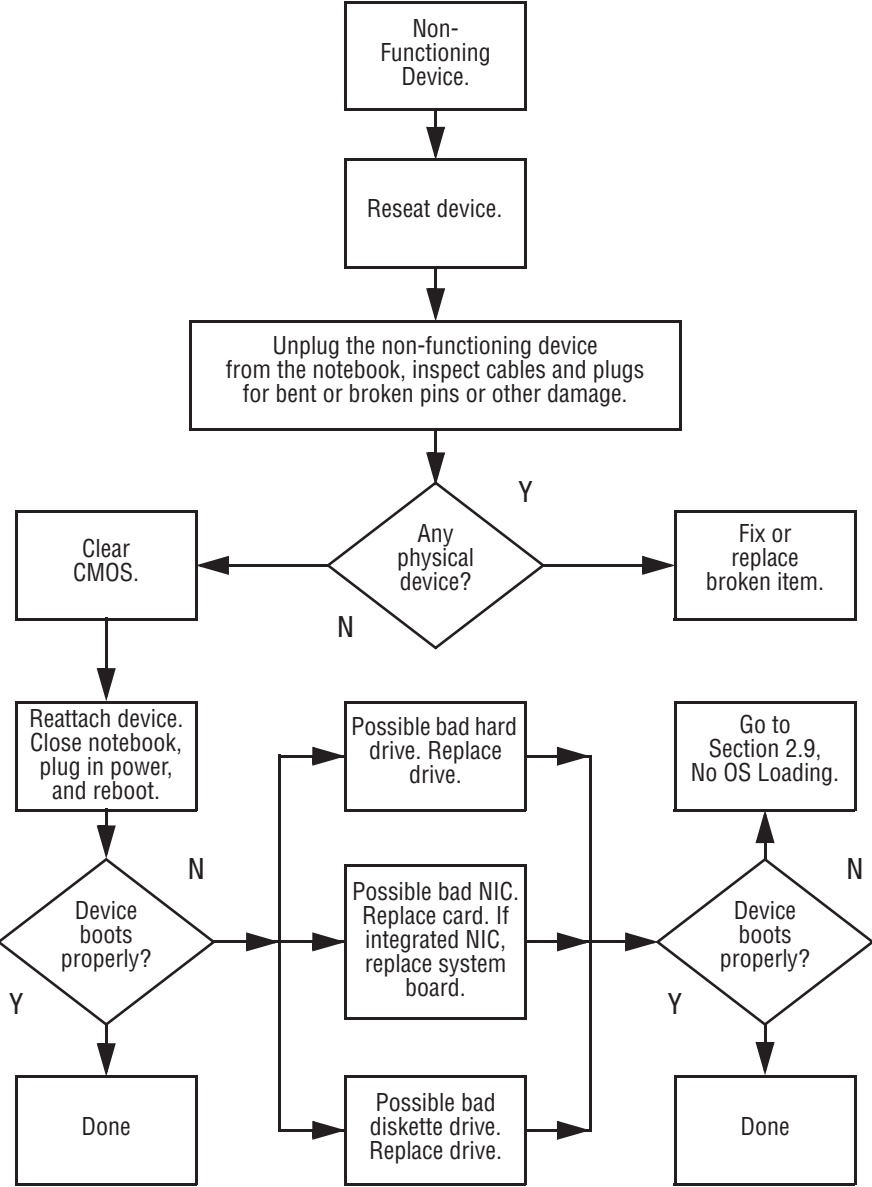 Non-
Functioning
Device.
Reseat device.
Unplug the non-functioning device
from the notebook, inspect cables and plugs
for bent or broken pins or other damage.
Y
Any
physical
device?
N
Clear
CMOS.
Fix or
replace
broken item.
Reattach device.
Close notebook,
plug in power,
and reboot.
Possible bad hard
drive. Replace
drive.
Go to
Section 2.9,
No OS Loading.
N
Device
boots
properly?
Y
Possible bad NIC.
Replace card. If
integrated NIC,
replace system
board.
N
Device
boots
properly?
Y
Done
Possible bad
diskette drive.
Replace drive.
Done